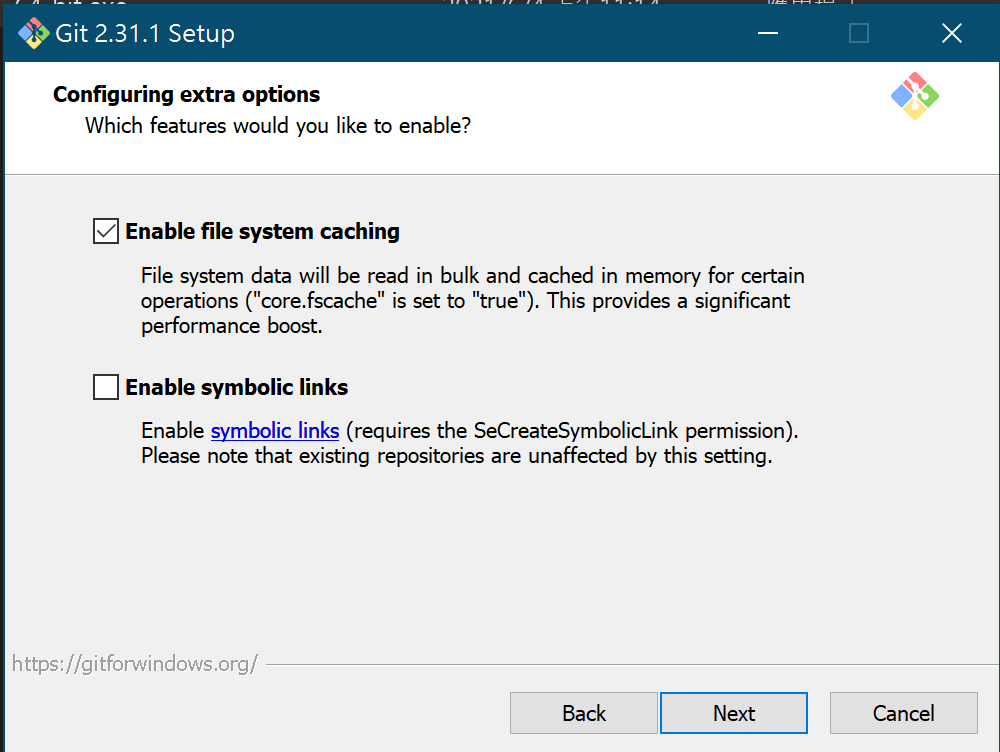 Git 2.31.1 Setup
Configuring extra options
Which features would you like to enable?
Enable file system caching
File system data will be read in bulk and cached in memory for certain
operations ("core.fscache" is set to "true"). This provides a significant
performance boost.
Enable symbolic links
Enable symbolic links (requires the SeCreateSymbolicLink permission).
Please note that existing repositories are unaffected by this setting.
https://gitforwindows.org/
Back
Next
Cancel